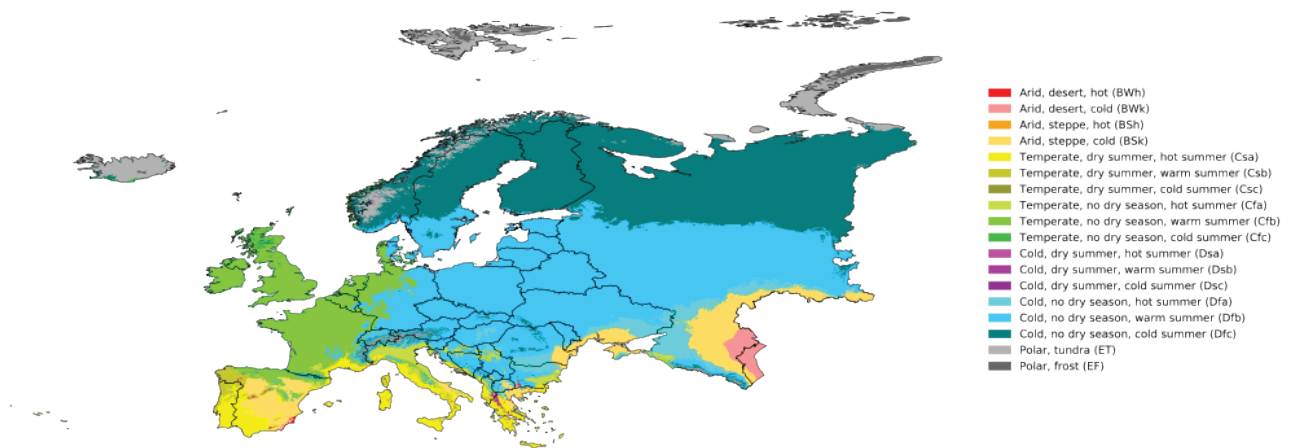 Arid, desert, hot (BWh)
Arid, desert, cold (BWk)
Arid, steppe, hot (BSh)
Arid, steppe, cold (BSk)
Temperate, dry summer, hot summer (Csa)
Temperate, dry summer, warm summer (Csb)
Temperate, dry summer, cold summer (Csc)
Temperate, no dry season, hot summer (Cfa)
Temperate, no dry season, warm summer (Cfb)
Temperate, no dry season, cold summer (Cfc)
Cold, dry summer, hot summer (Dsa)
Cold, dry summer, warm summer (Dsb)
Cold, dry summer, cold summer (Dsc)
Cold, no dry season, hot summer (Dfa)
Cold, no dry season, warm summer (Dfb)
Cold, no dry season, cold summer (Dfc)
Polar, tundra (ET)
Polar, frost (EF)